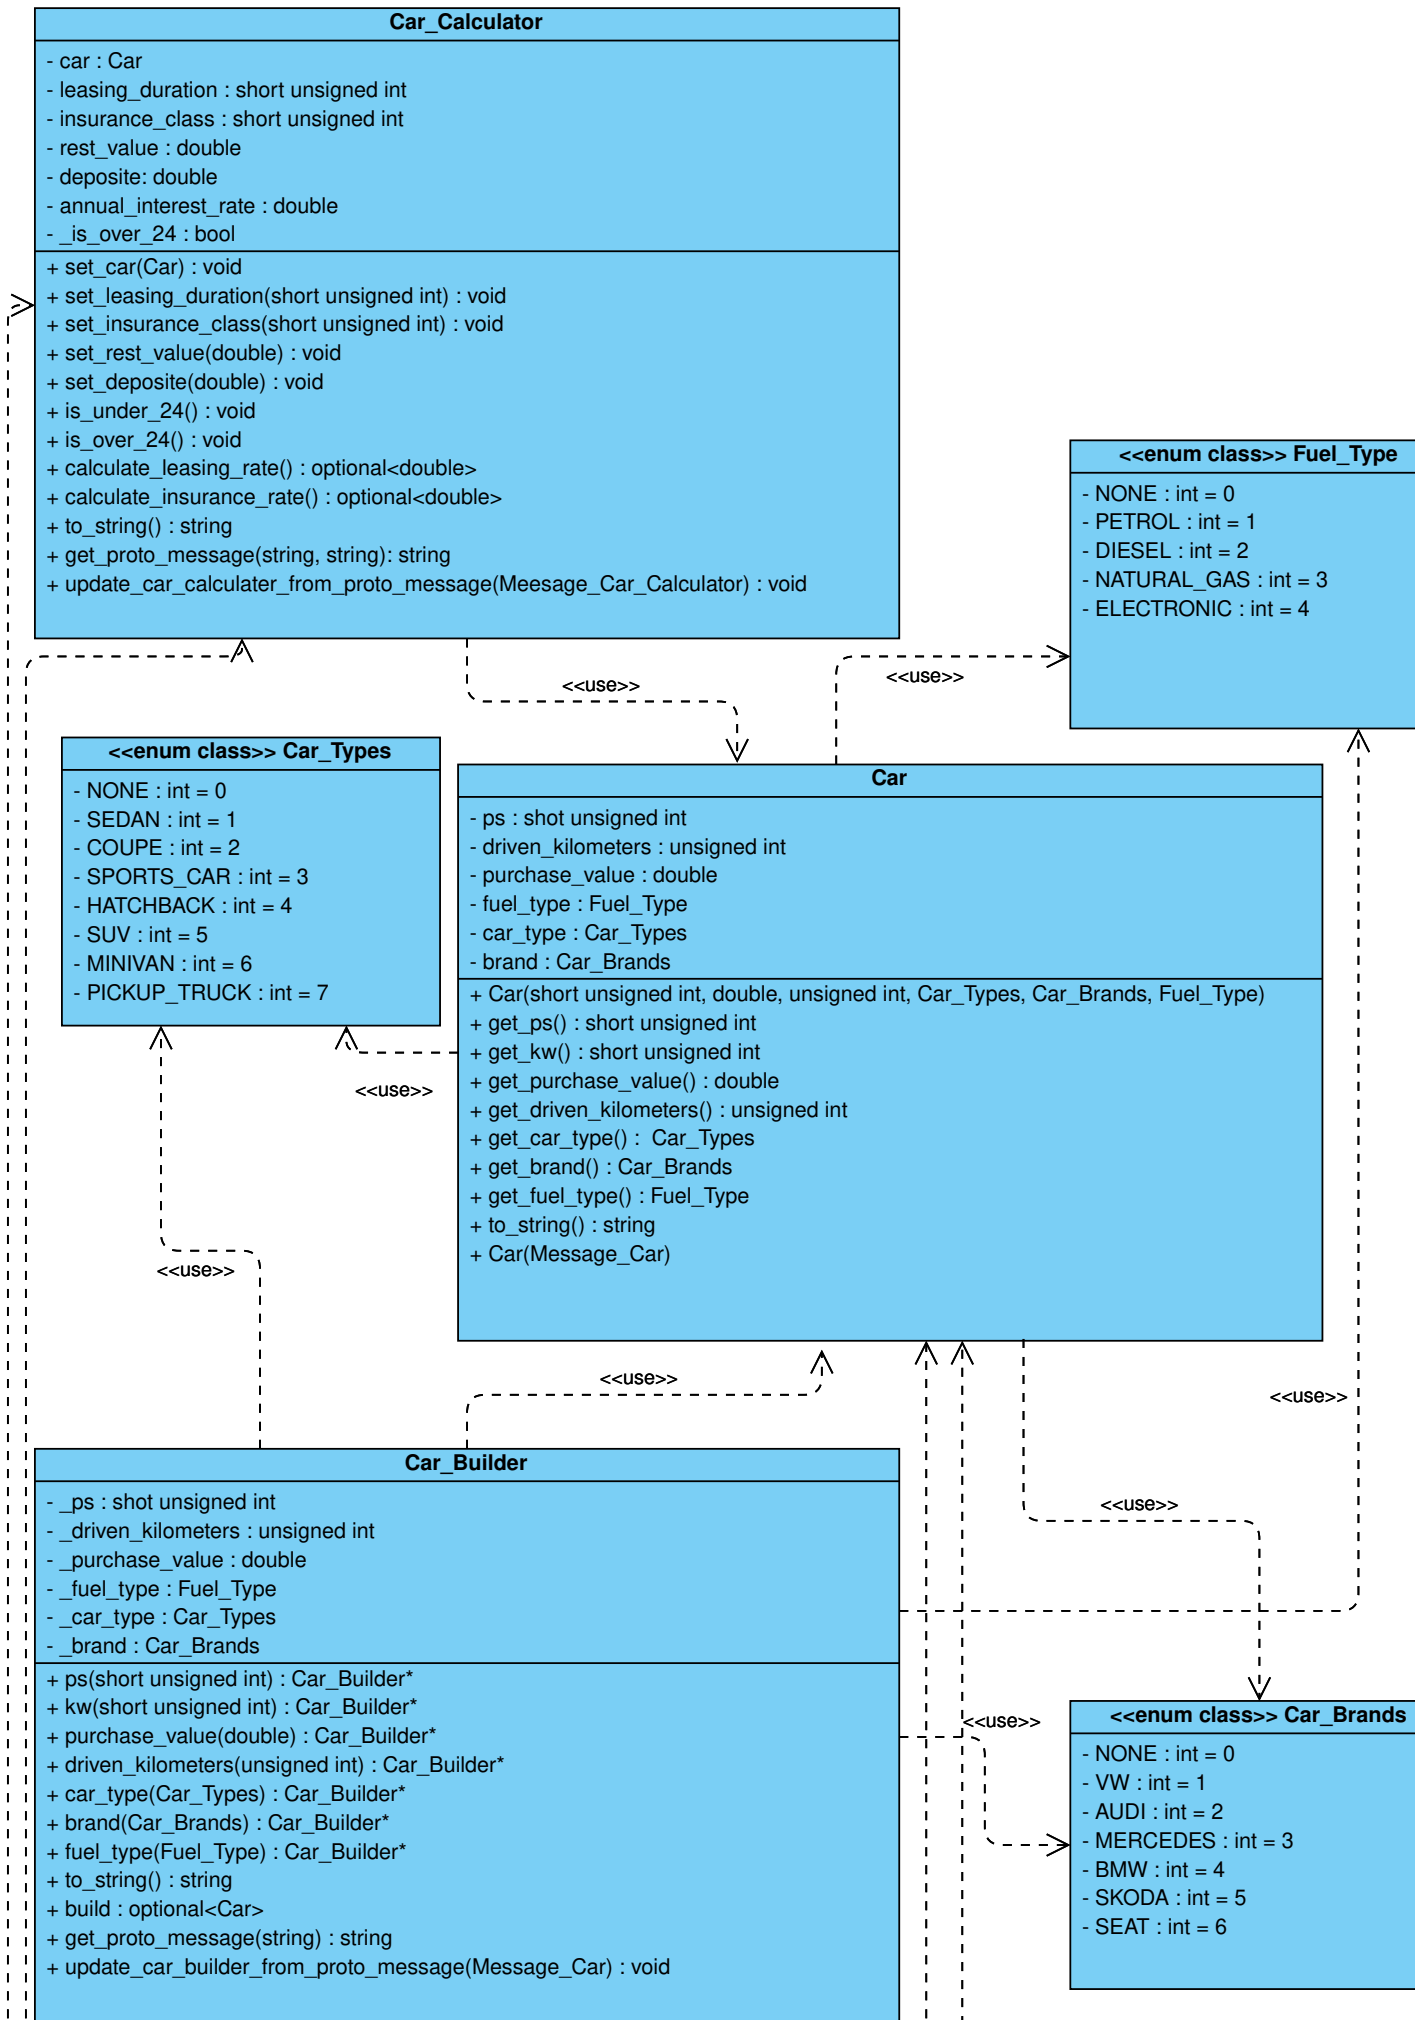 Car_Calculator
- car : Car
- leasing_duration : short unsigned int
- insurance_class : short unsigned int
- rest_value : double
- deposite: double
- annual_interest_rate : double
- _is_over_24 : bool
+ set_car(Car) : void
+ set_leasing_duration(short unsigned int) : void
+ set_insurance_class(short unsigned int) : void
+ set_rest_value(double) : void
+ set_deposite(double) : void
+ is_under_24() : void
+ is_over_24() : void
+ calculate_leasing_rate() : optional<double>
+ calculate_insurance_rate() : optional<double>
+ to_string() : string
+ get_proto_message(string, string): string
+ update_car_calculater_from_proto_message(Meesage_Car_Calculator) : void
<<enum class>> Fuel_Type
- NONE : int = 0
- PETROL : int = 1
- DIESEL : int = 2
- NATURAL_GAS : int = 3
- ELECTRONIC : int = 4
<<use>>
<<use>>
<<enum class>> Car_Types
- NONE : int = 0
- SEDAN : int = 1
- COUPE : int = 2
- SPORTS_CAR : int = 3
- HATCHBACK : int = 4
- SUV : int = 5
- MINIVAN : int = 6
- PICKUP_TRUCK : int = 7
Car
- ps : shot unsigned int
- driven_kilometers : unsigned int
- purchase_value : double
- fuel_type : Fuel_Type
- car_type : Car_Types
- brand : Car_Brands
+ Car(short unsigned int, double, unsigned int, Car_Types, Car_Brands, Fuel_Type)
+ get_ps() : short unsigned int
+ get_kw() : short unsigned int
+ get_purchase_value() : double
+ get_driven_kilometers() : unsigned int
+ get_car_type() :  Car_Types
+ get_brand() : Car_Brands
+ get_fuel_type() : Fuel_Type
+ to_string() : string
+ Car(Message_Car)
<<use>>
<<use>>
<<use>>
<<use>>
<<use>>
Car_Builder
- _ps : shot unsigned int
- _driven_kilometers : unsigned int
- _purchase_value : double
- _fuel_type : Fuel_Type
- _car_type : Car_Types
- _brand : Car_Brands
+ ps(short unsigned int) : Car_Builder*
+ kw(short unsigned int) : Car_Builder*
+ purchase_value(double) : Car_Builder*
+ driven_kilometers(unsigned int) : Car_Builder*
+ car_type(Car_Types) : Car_Builder*
+ brand(Car_Brands) : Car_Builder*
+ fuel_type(Fuel_Type) : Car_Builder*
+ to_string() : string
+ build : optional<Car>
+ get_proto_message(string) : string
+ update_car_builder_from_proto_message(Message_Car) : void
<<use>>
<<enum class>> Car_Brands
- NONE : int = 0
- VW : int = 1
- AUDI : int = 2
- MERCEDES : int = 3
- BMW : int = 4
- SKODA : int = 5
- SEAT : int = 6